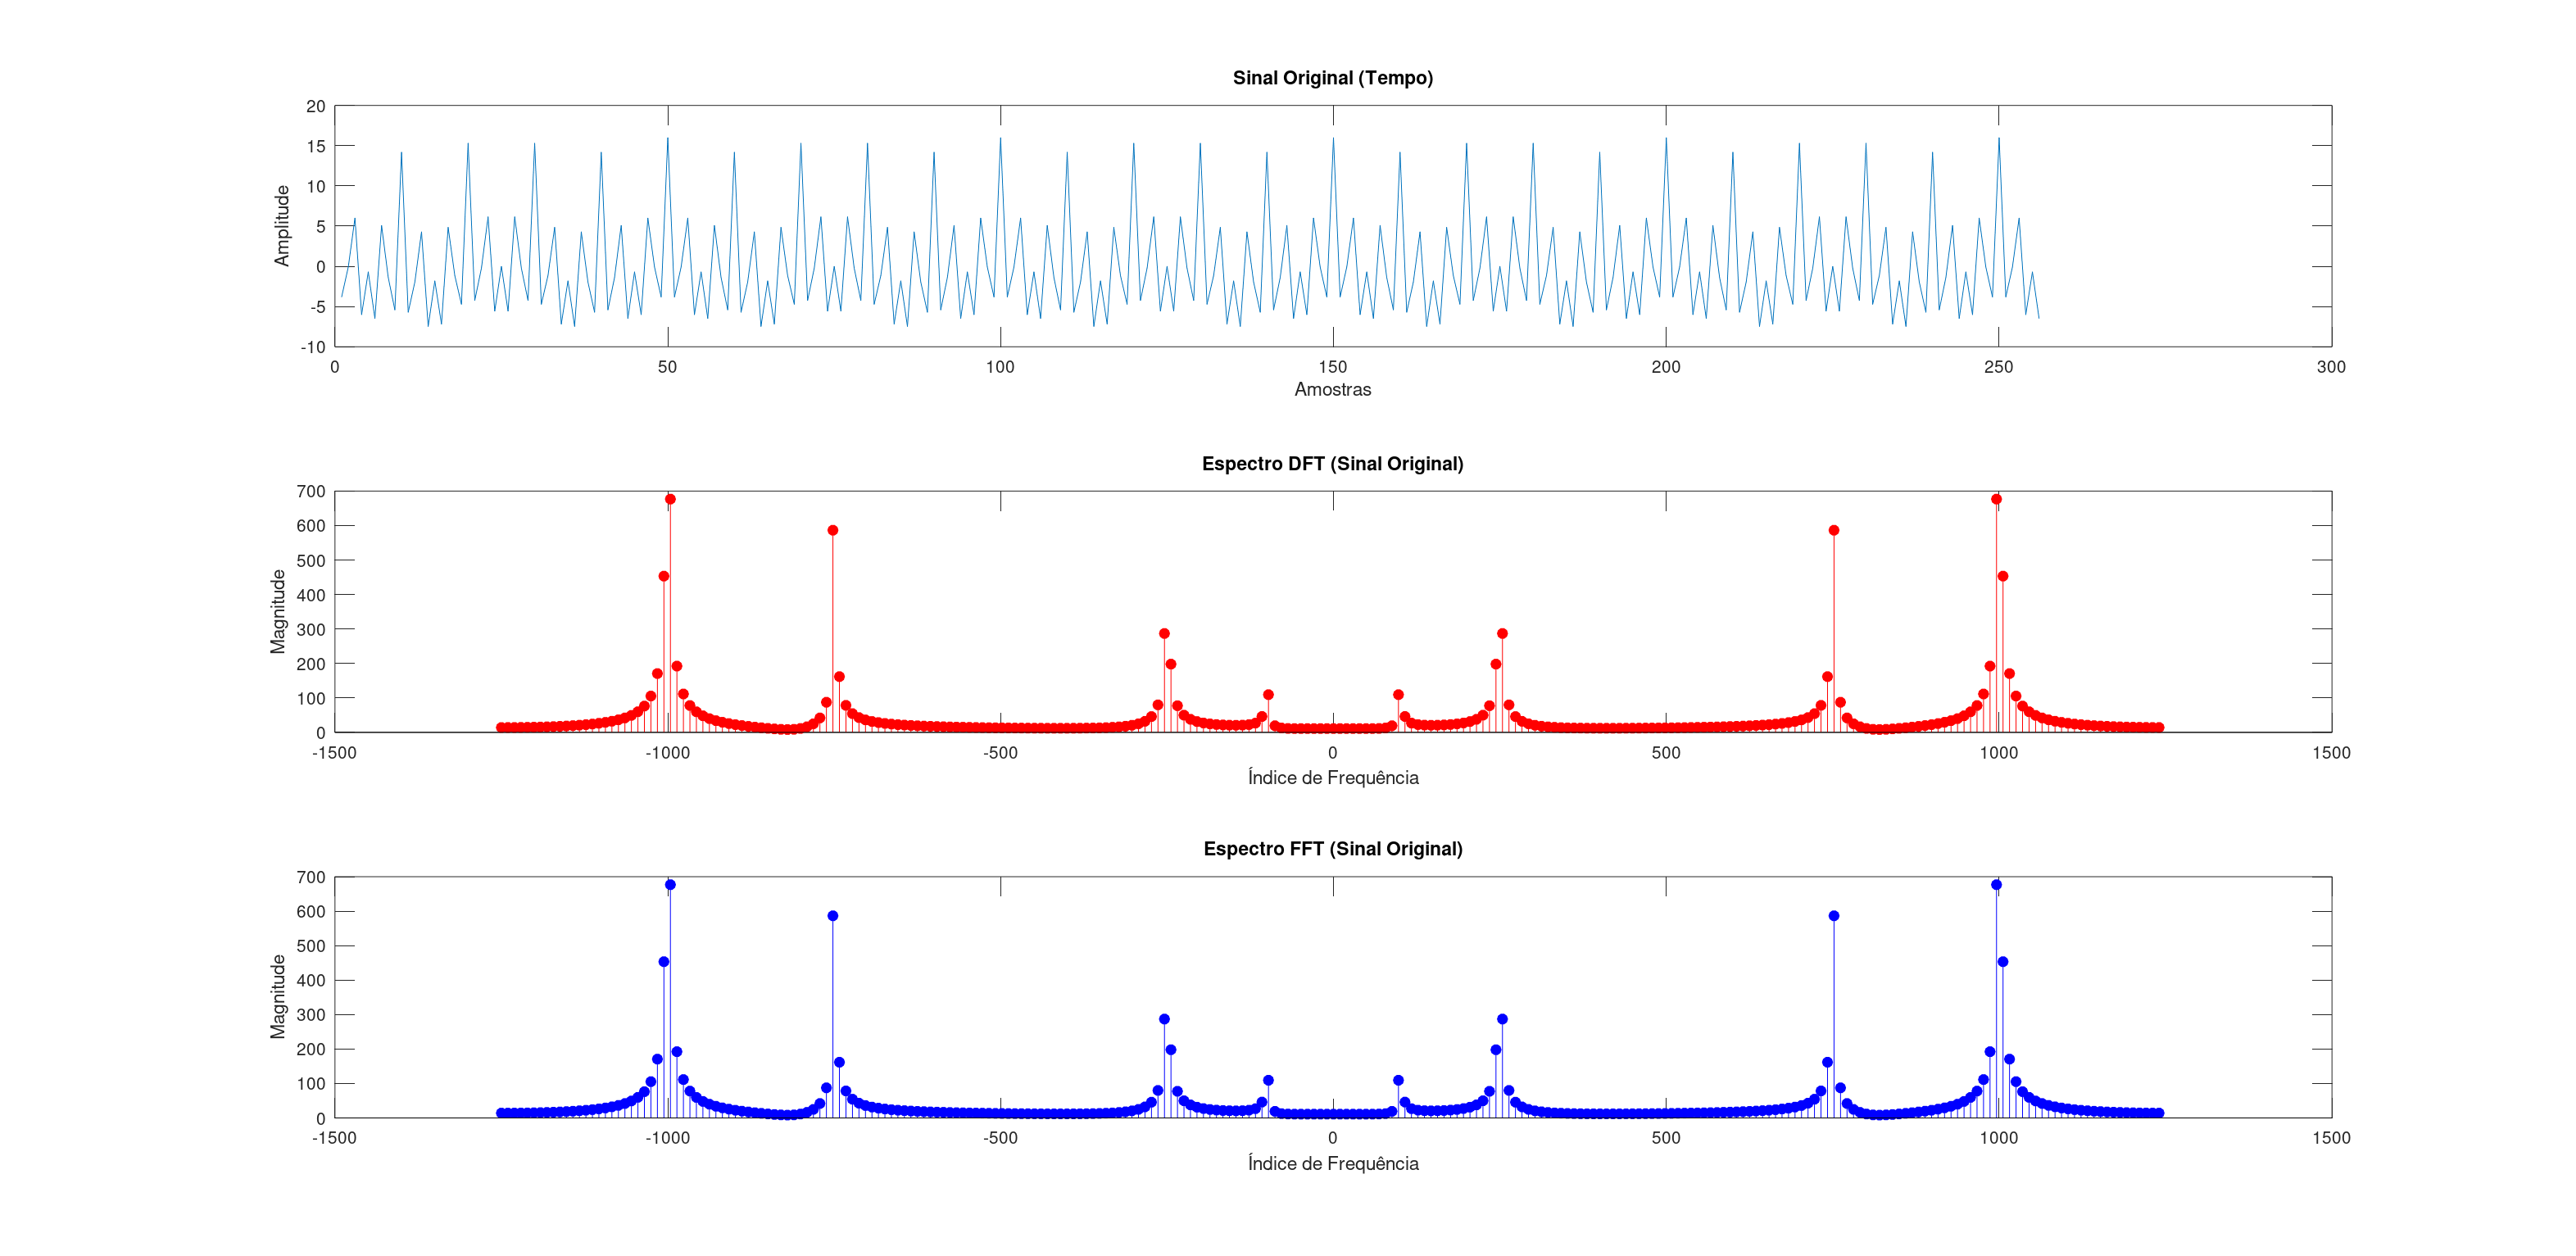 Sinal Original (Tempo)
20
15
10
5
0
-5
-10
Amplitude
0 50 100 150 200 250 300
Amostras
Espectro DFT (Sinal Original)
700
600
500
400
300
200
100
0
Magnitude
-1500 -1000 -500 0 500 1000 1500
Índice de Frequência
Espectro FFT (Sinal Original)
700
600
500
400
300
200
100
0
Magnitude
-1500 -1000 -500 0 500 1000 1500
Índice de Frequência